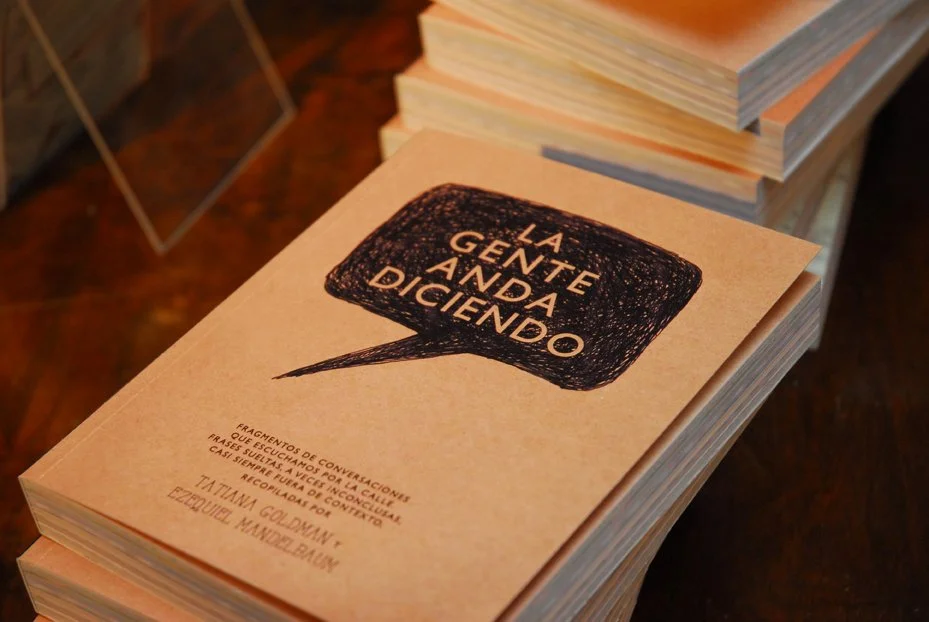 LA
GENTE
ANDA
DICIENDO
FRAGMENTOS DE CONVERSACIONES
QUE ESCUCHAMOS POR LA CALLE.
FRASES SUELTAS, A VECES INCONCLUSAS,
CASI SIEMPRE FUERA DE CONTEXTO,
RECOPILADAS POR
TATIANA GOLDMAN Y
EZEQUIEL MANDELBAUM